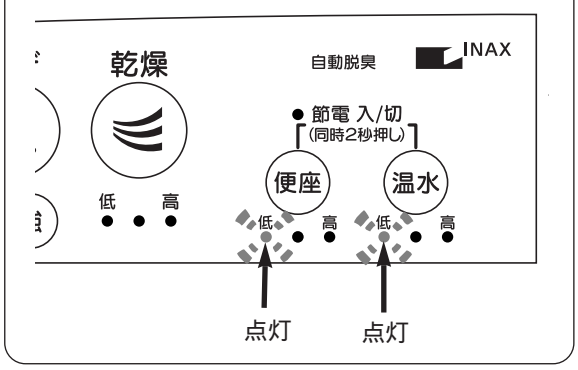 INAX
自動脱臭
乾燥
節電 入/切
(同時2秒押し)
便座
温水
低 高
低 高
低 高
点灯
点灯